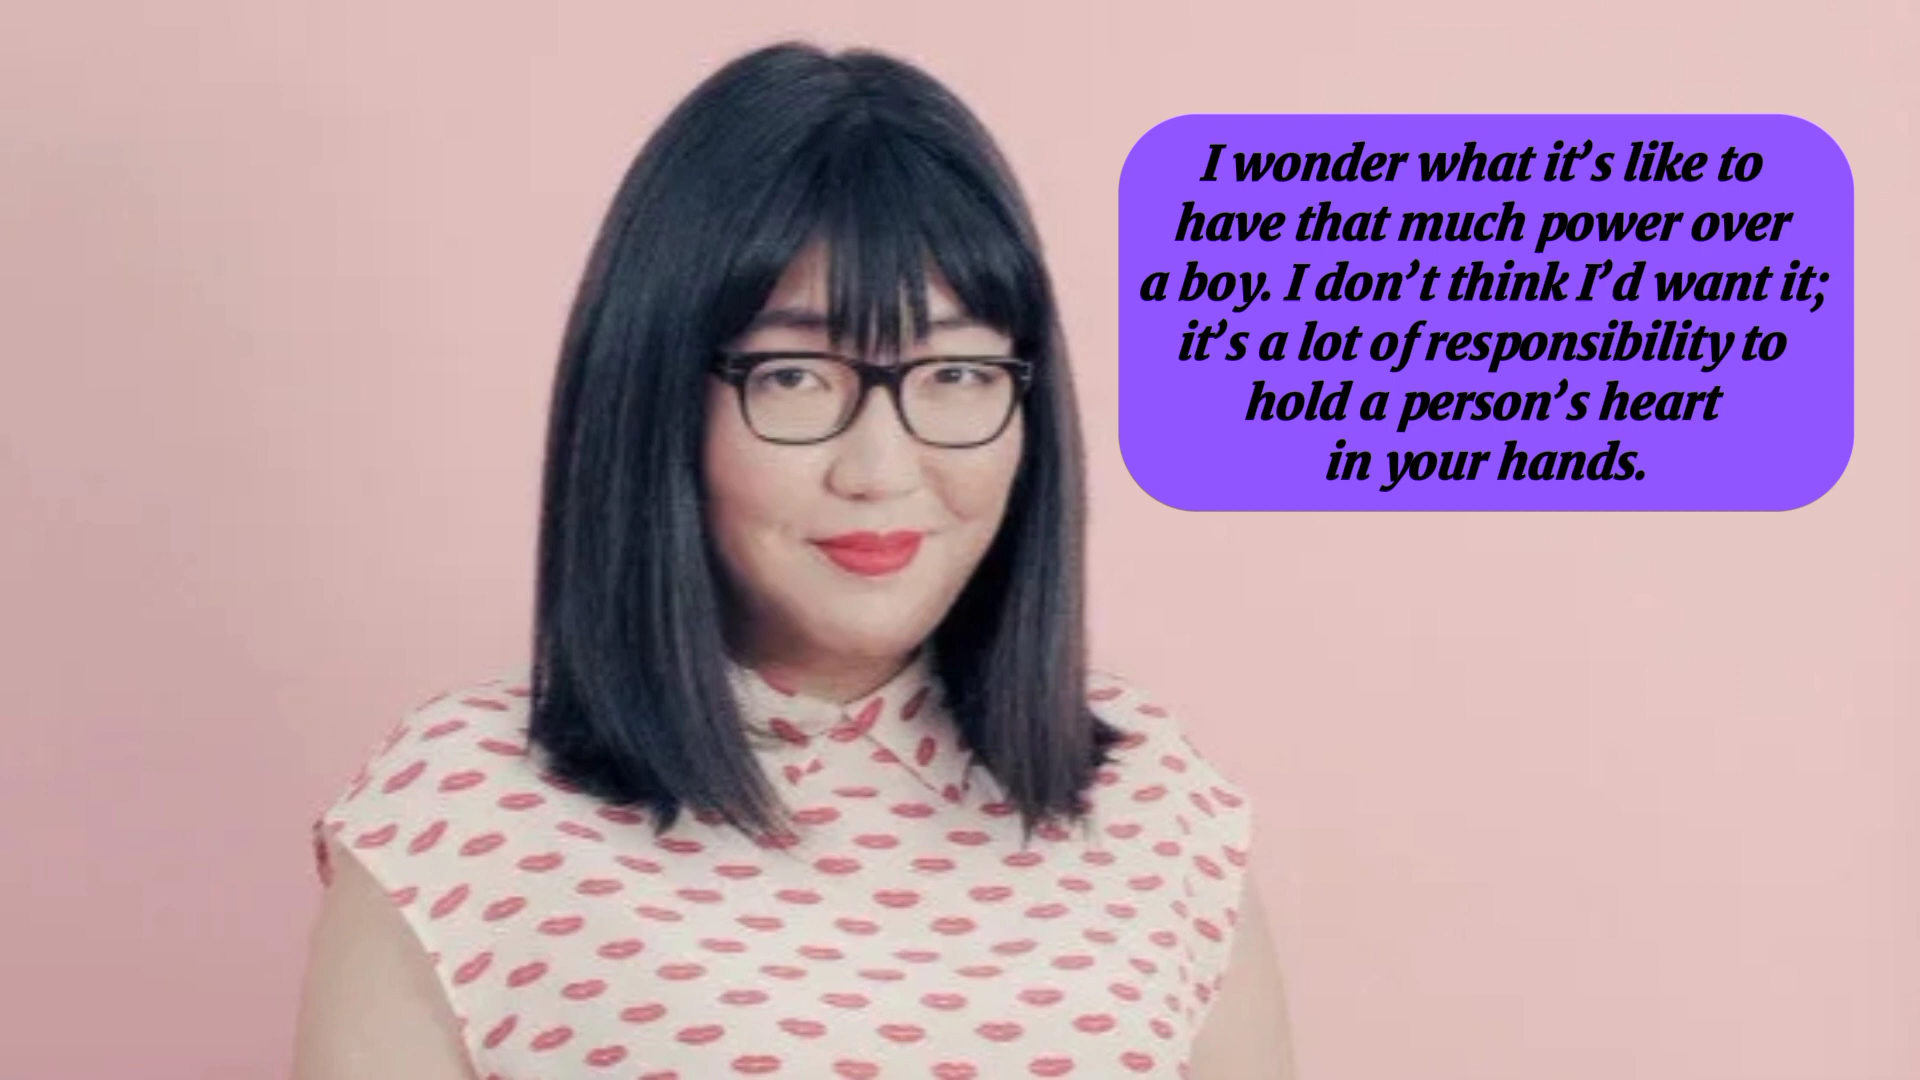 I wonder what it’s like to
have that much power over
a boy. I don’t think I’d want it;
it’s a lot of responsibility to
hold a person’s heart
in your hands.